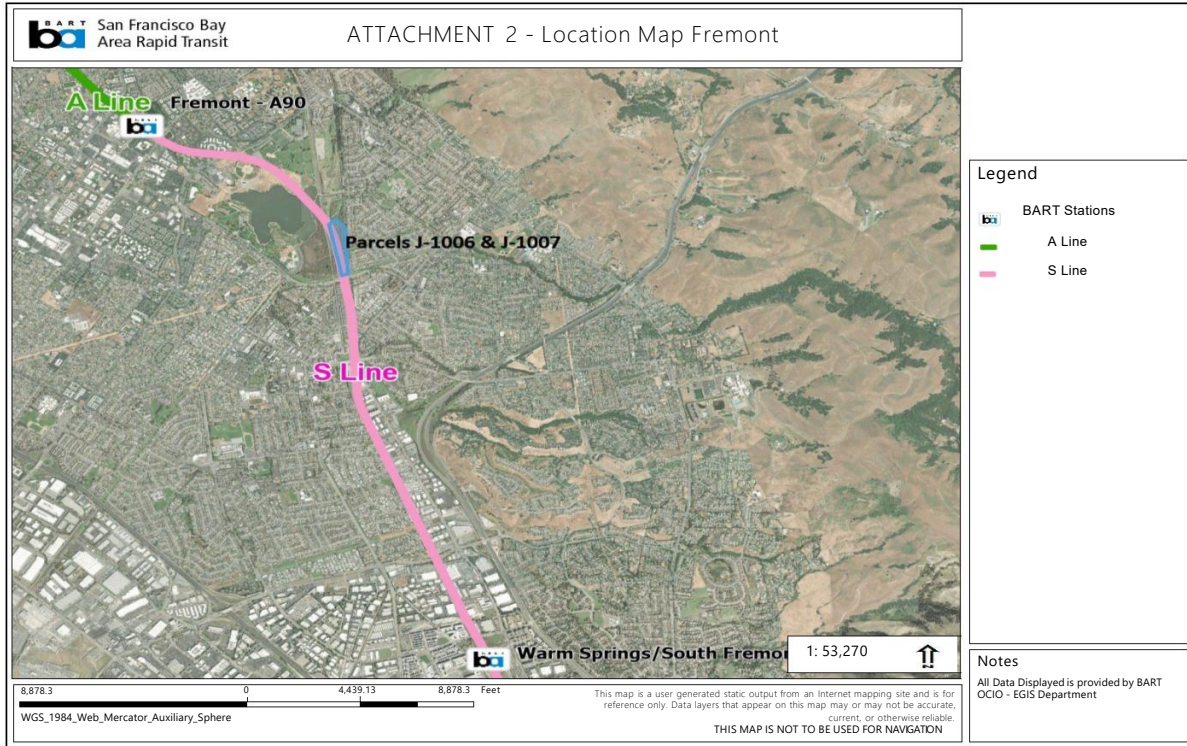 BART
ba
San Francisco Bay
Area Rapid Transit
ATTACHMENT 2 - Location Map Fremont
A Line
Fremont - A90
ba
Parcels J-1006 & J-1007
S Line
ba
Warm Springs/South Fremon
1: 53,270
Legend
ba
BART Stations
A Line
S Line
Notes
All Data Displayed is provided by BART
OCIO - EGIS Department
8,878.3 0 4,439.13 8,878.3 Feet
WGS_1984_Web_Mercator_Auxiliary_Sphere
This map is a user generated static output from an Internet mapping site and is for
reference only. Data layers that appear on this map may or may not be accurate,
current, or otherwise reliable.
THIS MAP IS NOT TO BE USED FOR NAVIGATION